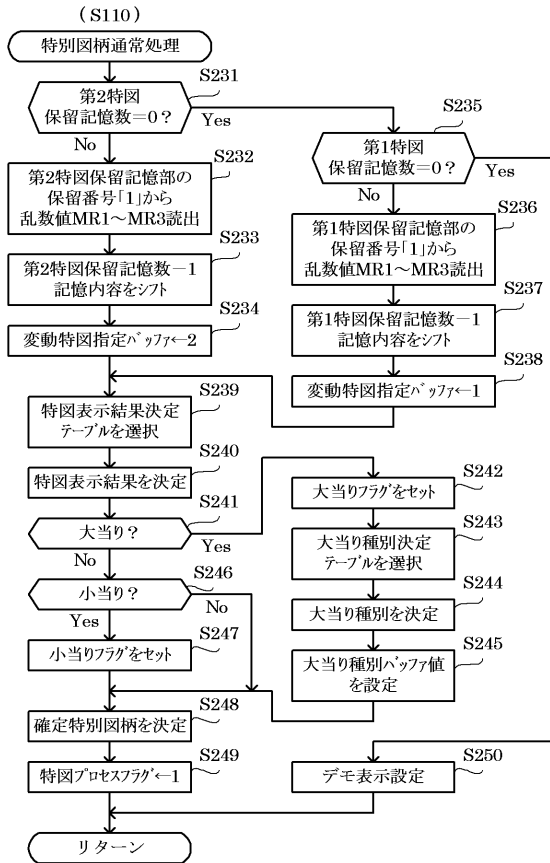 (S110)
特別図柄通常処理
S231
第2特図
保留記憶数=0?
Yes
No
S232
第2特図保留記憶部の
保留番号「1」から
乱数値MR1～MR3読出
S233
第2特図保留記憶数−1
記憶内容をシフト
S234
変動特図指定バッファ←2
S235
第1特図
保留記憶数=0?
Yes
No
S236
第1特図保留記憶部の
保留番号「1」から
乱数値MR1～MR3読出
S237
第1特図保留記憶数−1
記憶内容をシフト
S238
変動特図指定バッファ←1
S239
特図表示結果決定
テーブルを選択
S240
特図表示結果を決定
S241
大当り?
Yes
No
S242
大当りフラグをセット
S243
大当り種別決定
テーブルを選択
S244
大当り種別を決定
S245
大当り種別バッファ値
を設定
S246
小当り?
No
Yes
S247
小当りフラグをセット
S248
確定特別図柄を決定
S249
特図プロセスフラグ←1
S250
デモ表示設定
リターン